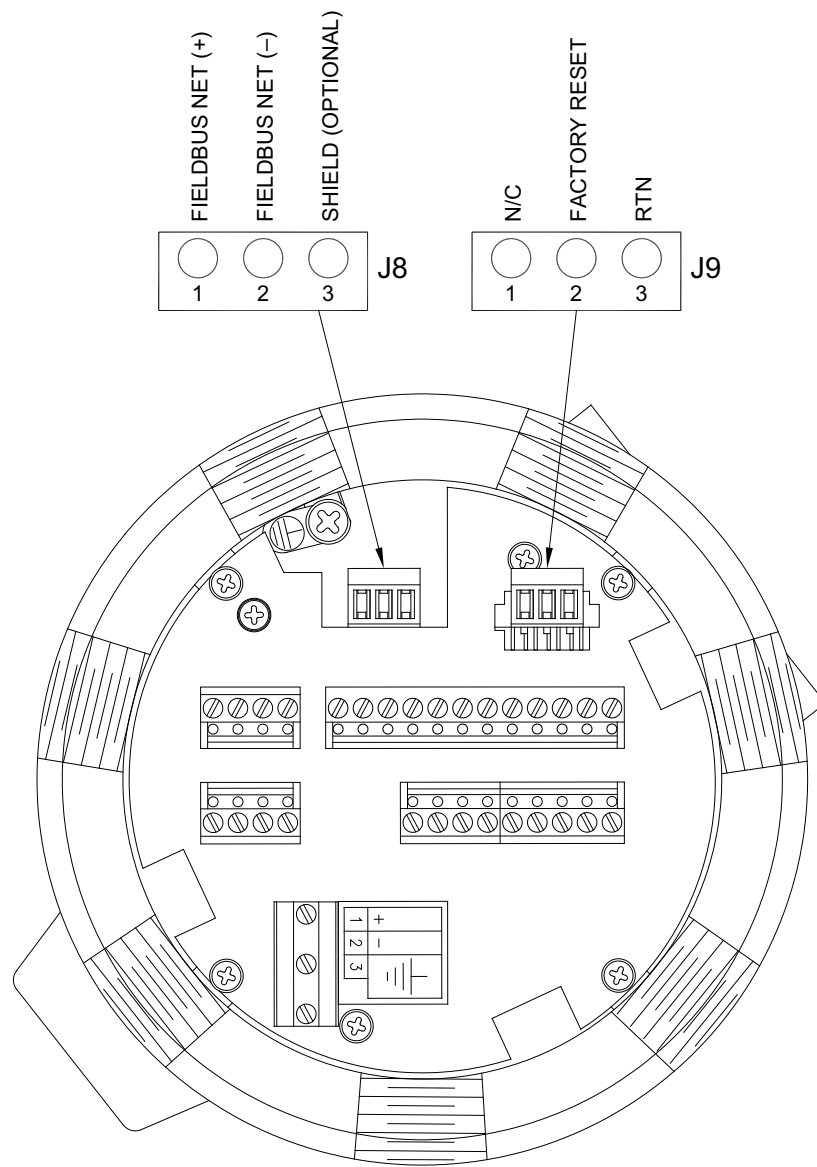 FIELDBUS NET (+)
FIELDBUS NET (–)
SHIELD (OPTIONAL)
1 2 3
J8
N/C
FACTORY RESET
RTN
1 2 3
J9
1 +
2 –
3